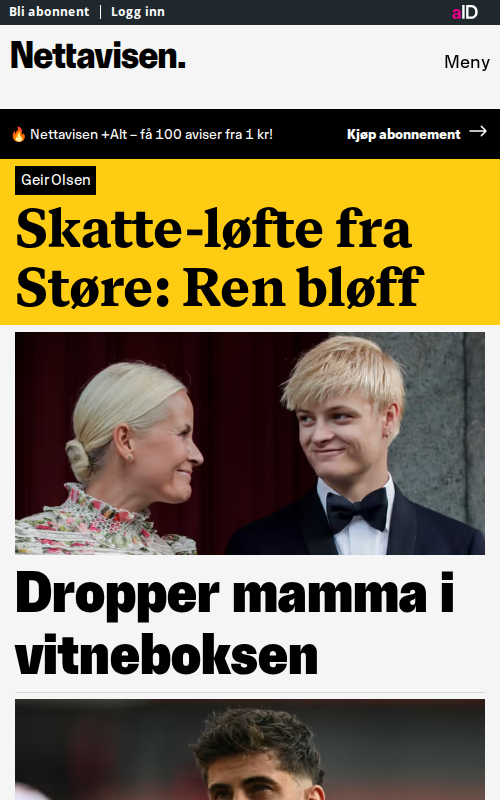 Bli abonnent | Logg inn
aID
Nettavisen.
Meny
🔥 Nettavisen +Alt – få 100 aviser fra 1 kr!
Kjøp abonnement →
Geir Olsen
Skatte-løfte fra
Støre: Ren bløff
Dropper mamma i
vitneboksen